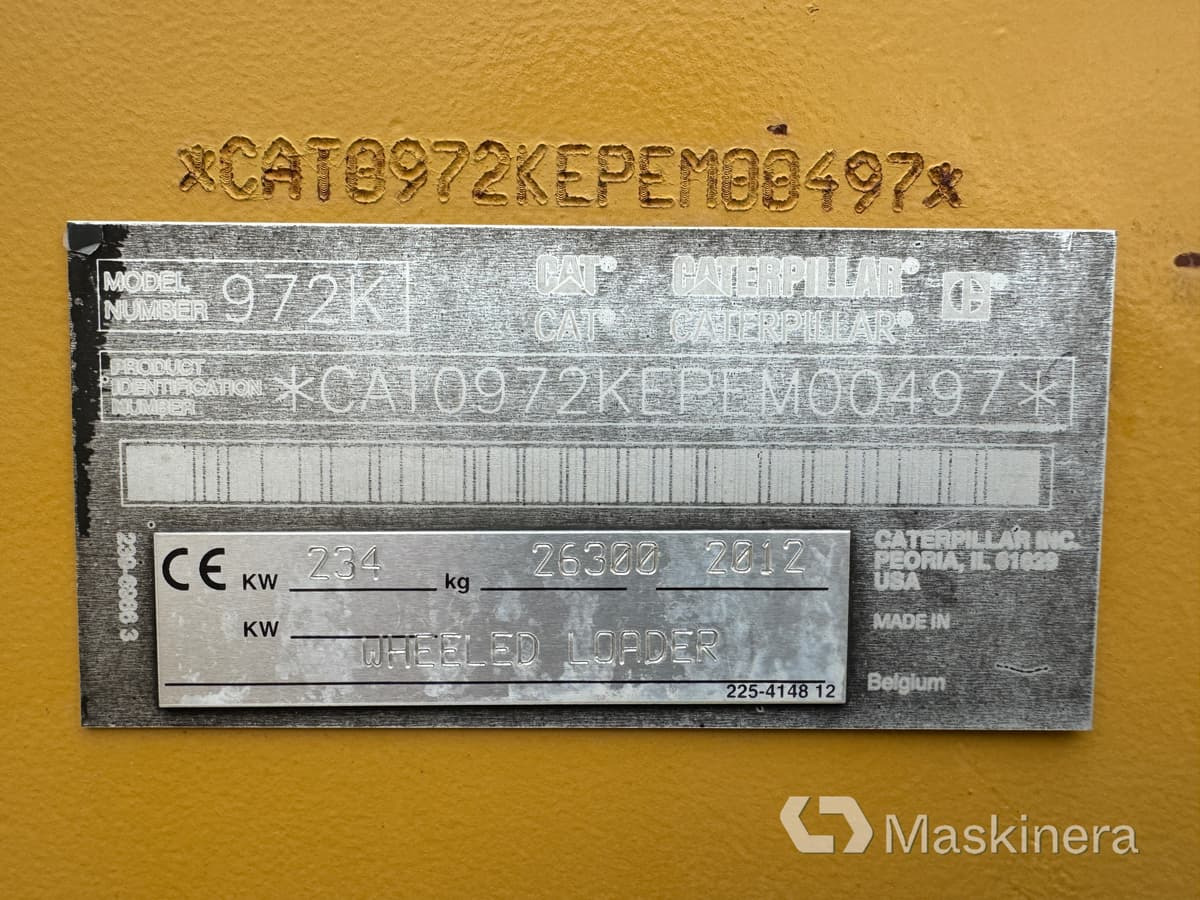 *CAT0972KEPEM00497*
MODEL NUMBER 972K
CAT® CATERPILLAR®
CAT® CATERPILLAR®
PRODUCT IDENTIFICATION NUMBER *CAT0972KEPEM00497*
CE KW 234 kg 26300 2012
KW
WHEELED LOADER
225-4148 12
CATERPILLAR INC.
PEORIA, IL 61629
USA
MADE IN
Belgium
Maskinera